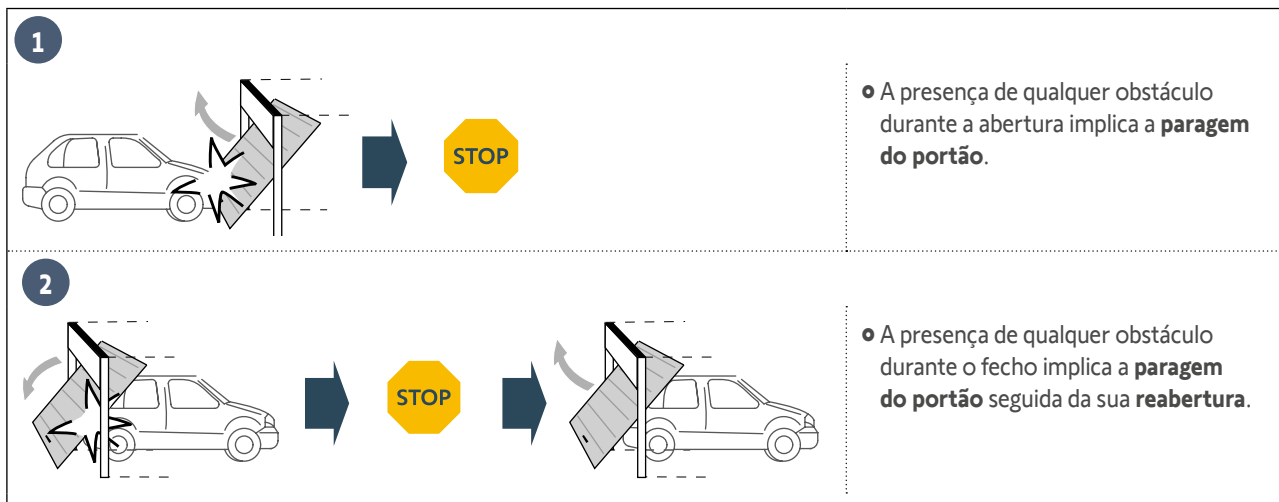 1
STOP
• A presença de qualquer obstáculo
durante a abertura implica a paragem
do portão.
2
STOP
• A presença de qualquer obstáculo
durante o fecho implica a paragem
do portão seguida da sua reabertura.